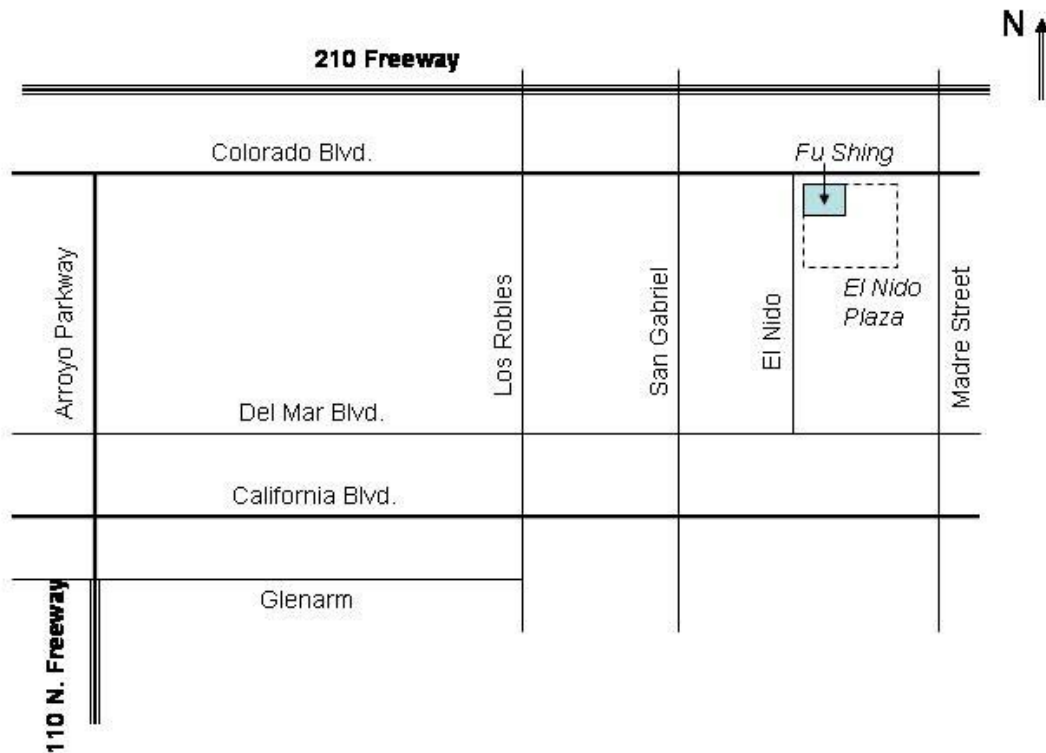 N
210 Freeway
Colorado Blvd.
Fu Shing
Arroyo Parkway
Los Robles
San Gabriel
El Nido
El Nido
Plaza
Madre Street
Del Mar Blvd.
California Blvd.
Glenarm
110 N. Freeway